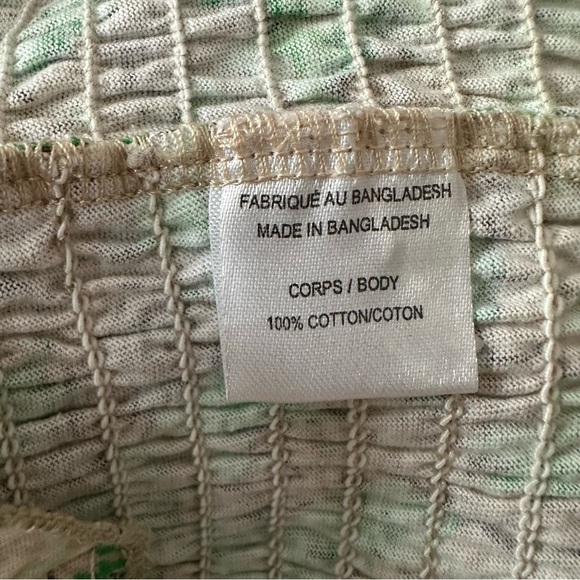 FABRIQUÉ AU BANGLADESH
MADE IN BANGLADESH
CORPS / BODY
100% COTTON/COTON